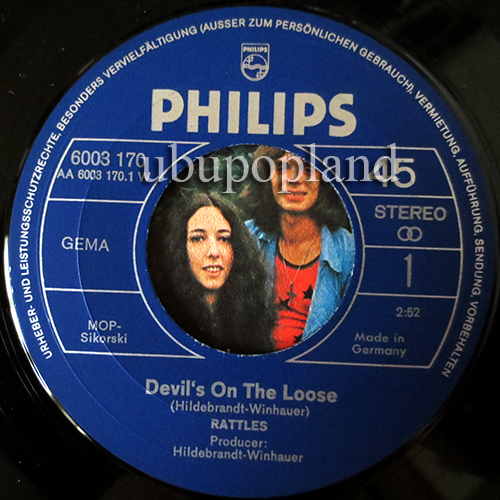 URHEBER- UND LEISTUNGSSCHUTZRECHTE, BESONDERS VERVIELFÄLTIGUNG (AUSSER ZUM PERSÖNLICHEN GEBRAUCH), VERMIETUNG, AUFFÜHRUNG, SENDUNG, VORBEHALTEN
PHILIPS
PHILIPS
6003 170
AA 6003 170.1
ubupopland
45
STEREO
GEMA
1
2:52
MOP-
Sikorski
Made in
Germany
Devil's On The Loose
(Hildebrandt-Winhauer)
RATTLES
Producer:
Hildebrandt-Winhauer